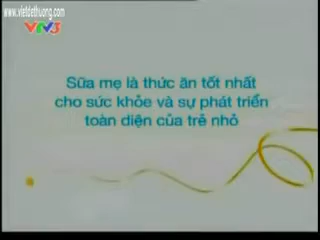 www.vietdethuong.com
VTV3
Sữa mẹ là thức ăn tốt nhất
cho sức khỏe và sự phát triển
toàn diện của trẻ nhỏ